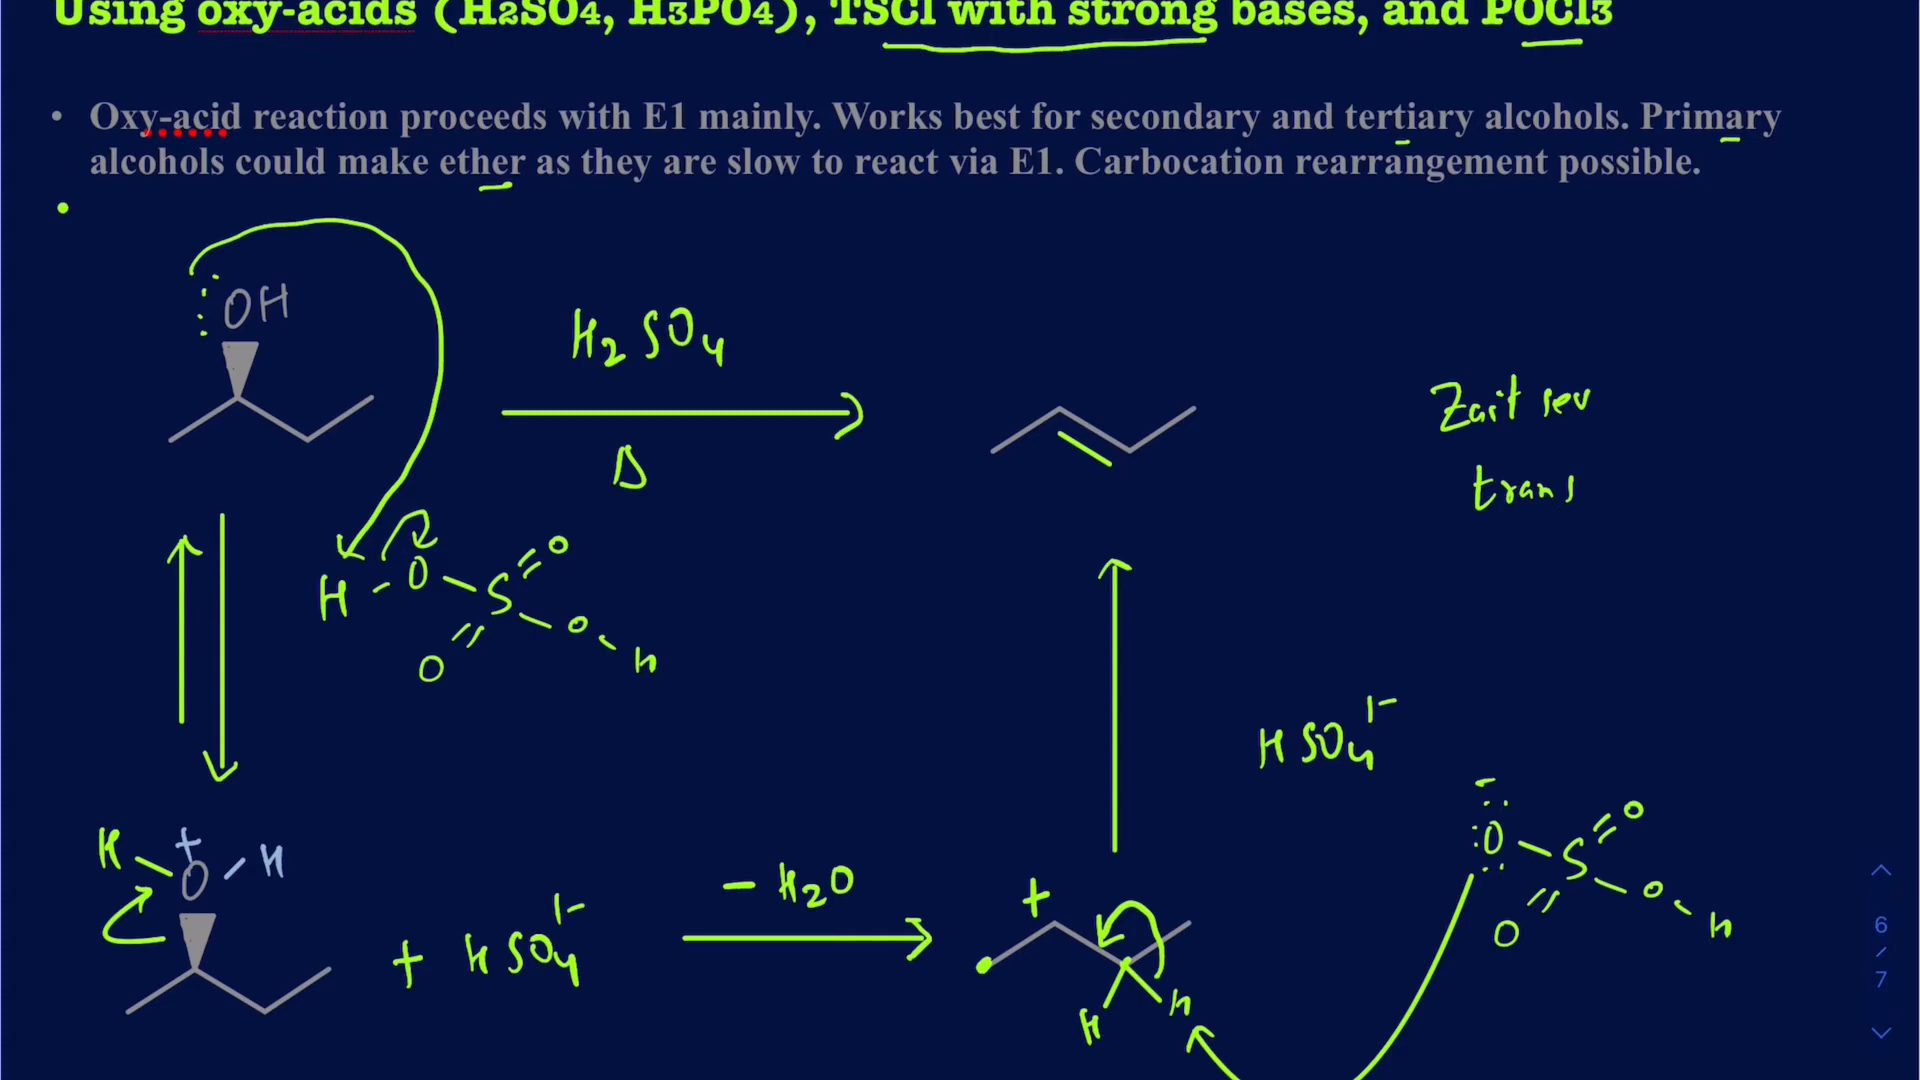 Using oxy-acids (H2SO4, H3PO4), TSCl with strong bases, and POCl3
• Oxy-acid reaction proceeds with E1 mainly. Works best for secondary and tertiary alcohols. Primary
alcohols could make ether as they are slow to react via E1. Carbocation rearrangement possible.
•
:OH
H2SO4
Δ
Zaitsev
trans
H-O-S=O
O
O-H
HSO4 1-
H-O-H
+
+ HSO4 1-
- H2O
+
H
H
-
:O-S=O
O
O-H
6
/
7